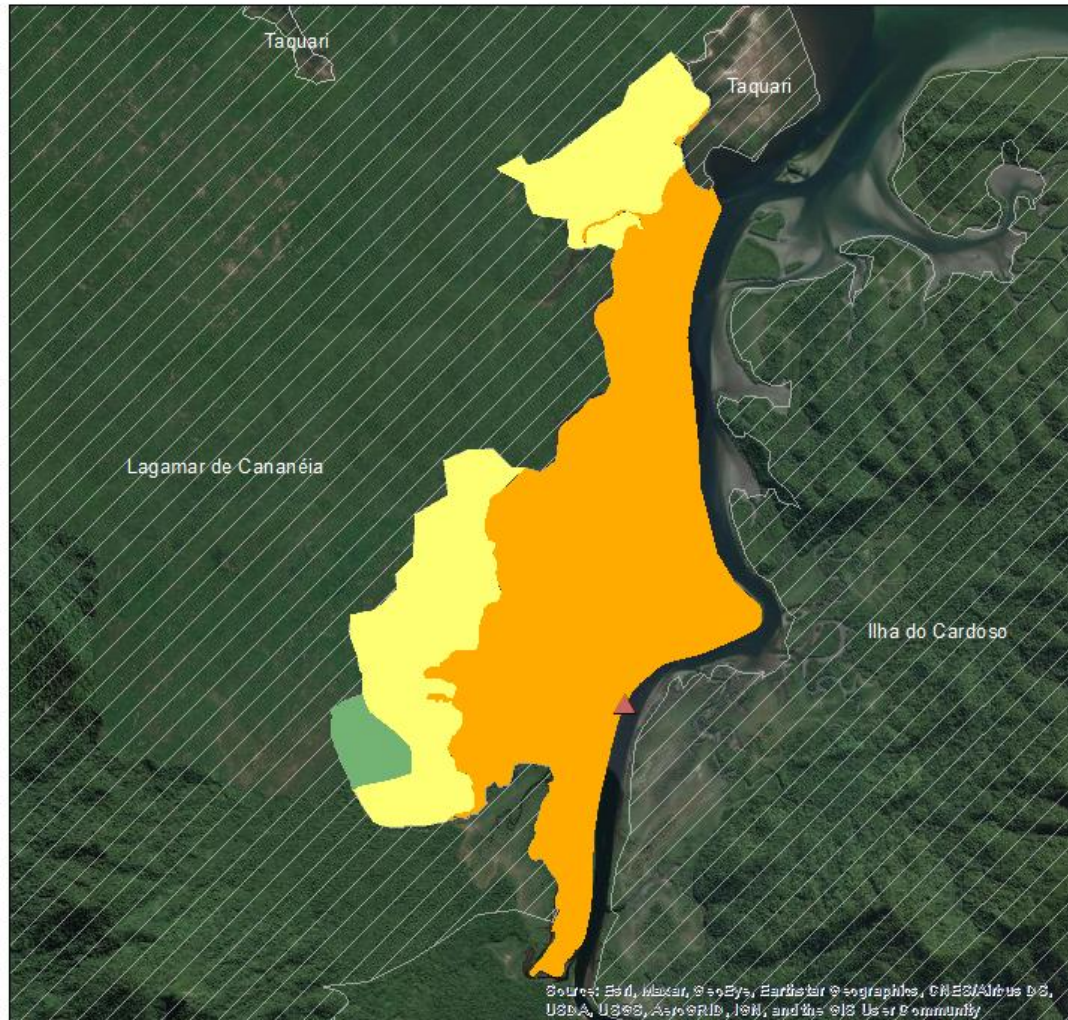 Taquari
Taquari
Lagamar de Cananéia
Ilha do Cardoso
Source: Esri, Maxar, GeoEye, Earthstar Geographics, CNES/Airbus DS,
USDA, USGS, AeroGRID, IGN, and the GIS User Community